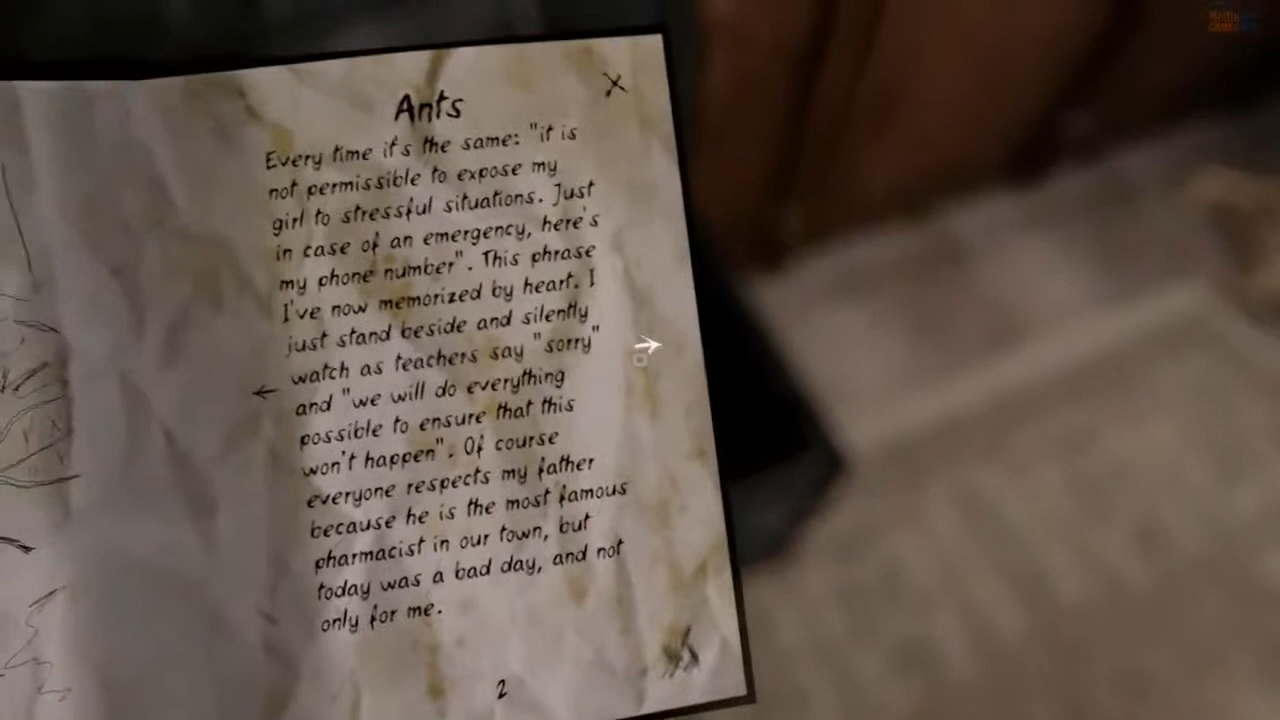 Ants
Every time it's the same: "it is
not permissible to expose my
girl to stressful situations. Just
in case of an emergency, here's
my phone number". This phrase
I've now memorized by heart. I
just stand beside and silently
watch as teachers say "sorry"
and "we will do everything
possible to ensure that this
won't happen". Of course
everyone respects my father
because he is the most famous
pharmacist in our town, but
today was a bad day, and not
only for me.
2